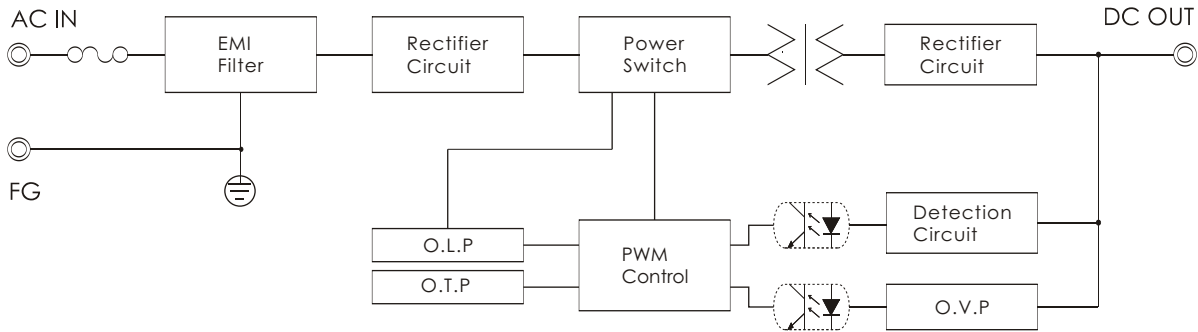 AC IN
DC OUT
EMI
Filter
Rectifier
Circuit
Power
Switch
Rectifier
Circuit
FG
Detection
Circuit
O.L.P
PWM
Control
O.T.P
O.V.P